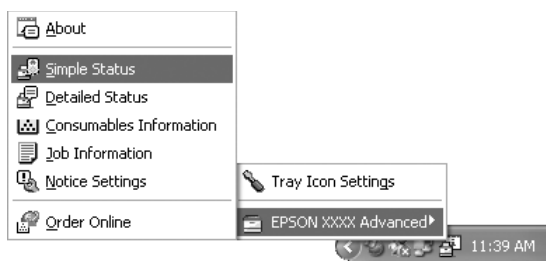 About
Simple Status
Detailed Status
Consumables Information
Job Information
Notice Settings
Order Online
Tray Icon Settings
EPSON XXXX Advanced
11:39 AM